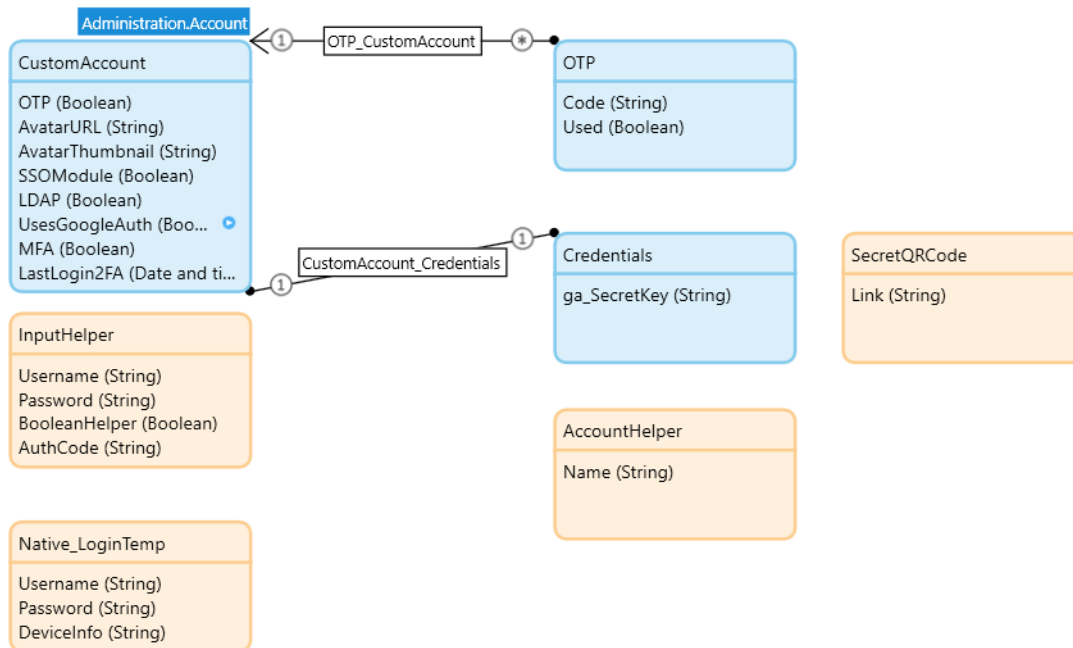 Administration.Account
CustomAccount
OTP (Boolean)
AvatarURL (String)
AvatarThumbnail (String)
SSOModule (Boolean)
LDAP (Boolean)
UsesGoogleAuth (Boo...
MFA (Boolean)
LastLogin2FA (Date and ti...
1
OTP_CustomAccount
*
OTP
Code (String)
Used (Boolean)
1
CustomAccount_Credentials
1
Credentials
ga_SecretKey (String)
SecretQRCode
Link (String)
InputHelper
Username (String)
Password (String)
BooleanHelper (Boolean)
AuthCode (String)
AccountHelper
Name (String)
Native_LoginTemp
Username (String)
Password (String)
DeviceInfo (String)